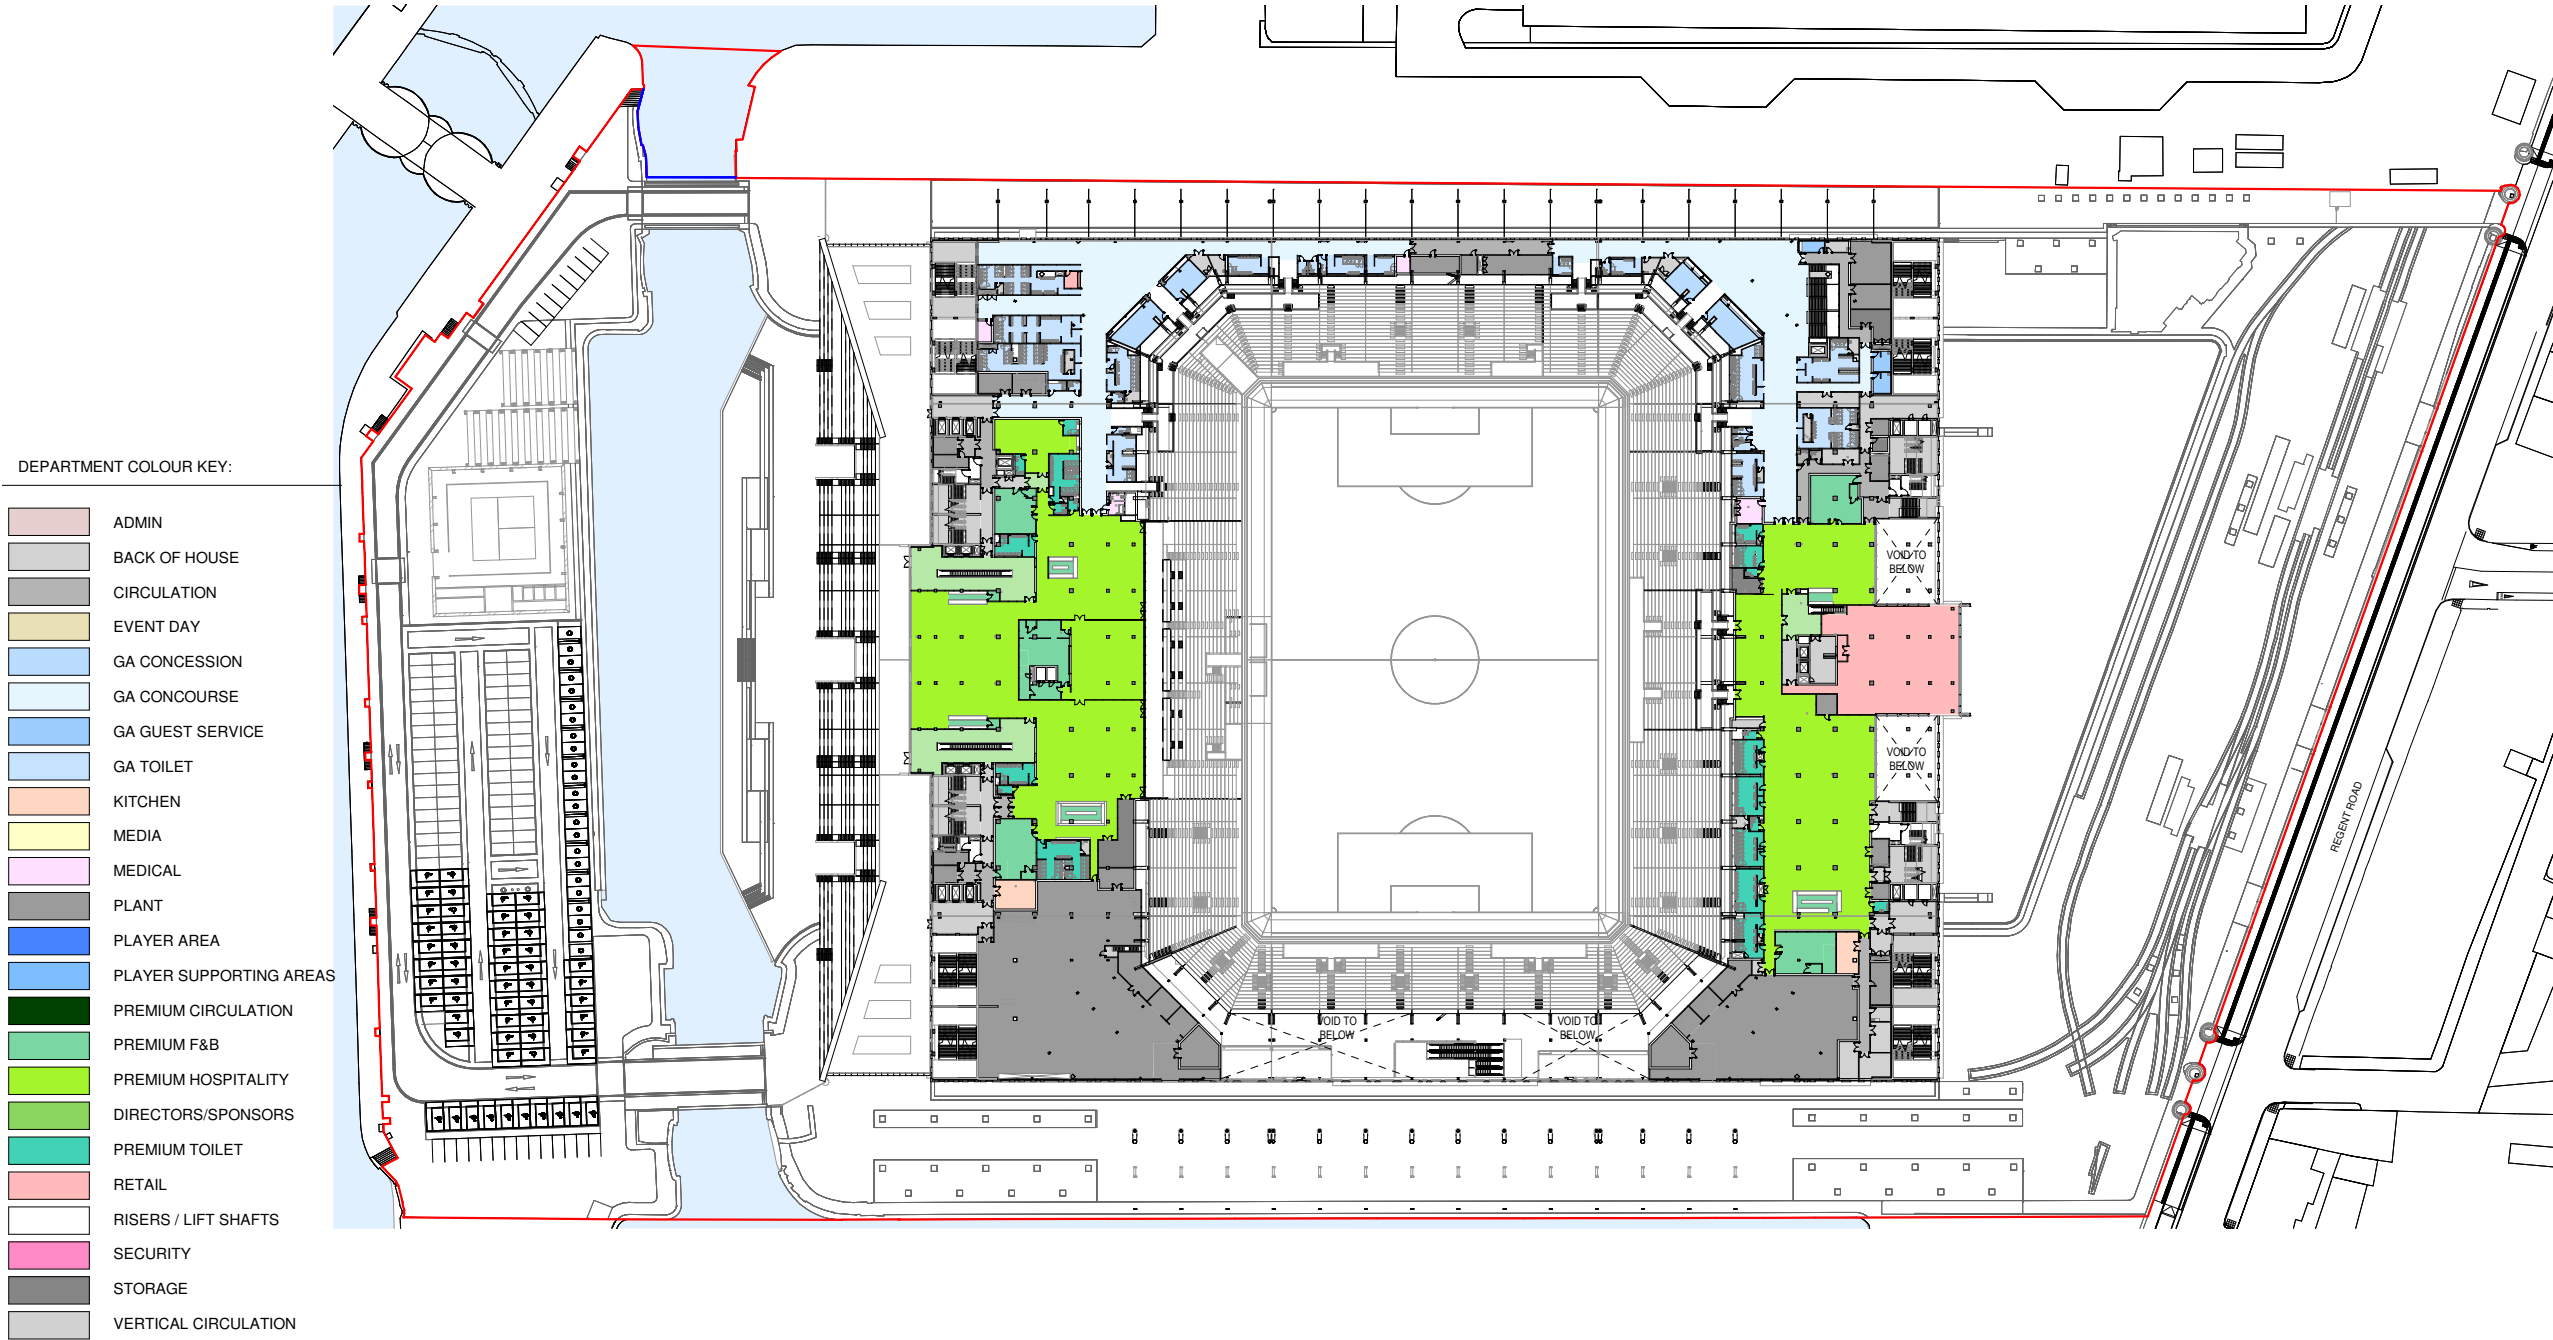 DEPARTMENT COLOUR KEY:
ADMIN
BACK OF HOUSE
CIRCULATION
EVENT DAY
GA CONCESSION
GA CONCOURSE
GA GUEST SERVICE
GA TOILET
KITCHEN
MEDIA
MEDICAL
PLANT
PLAYER AREA
PLAYER SUPPORTING AREAS
PREMIUM CIRCULATION
PREMIUM F&B
PREMIUM HOSPITALITY
DIRECTORS/SPONSORS
PREMIUM TOILET
RETAIL
RISERS / LIFT SHAFTS
SECURITY
STORAGE
VERTICAL CIRCULATION
VOID TO
BELOW
VOID TO
BELOW
VOID TO
BELOW
VOID TO
BELOW
REGENT ROAD